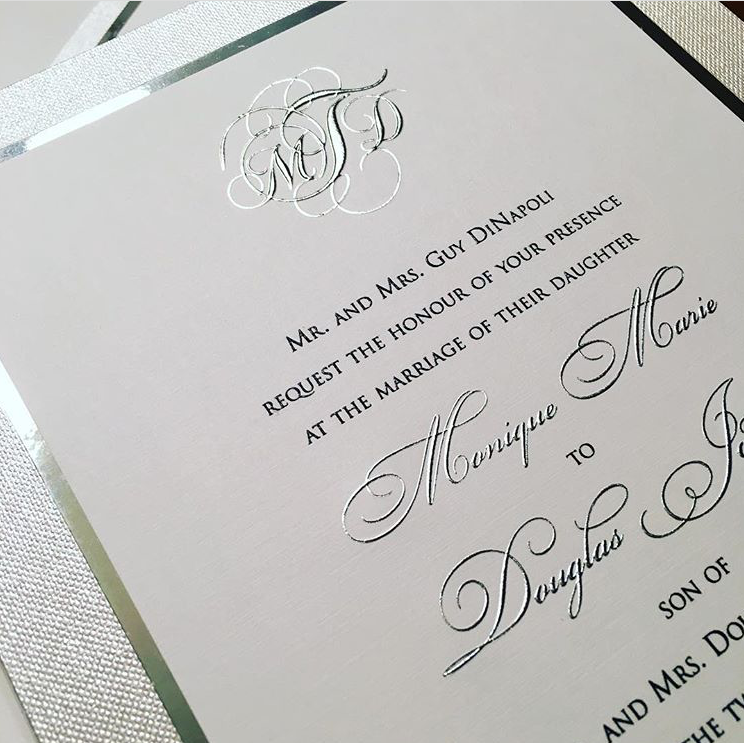 MTD
Mr. and Mrs. Guy DiNapoli
request the honour of your presence
at the marriage of their daughter
Monique Marie
to
Douglas
son of
and Mrs.